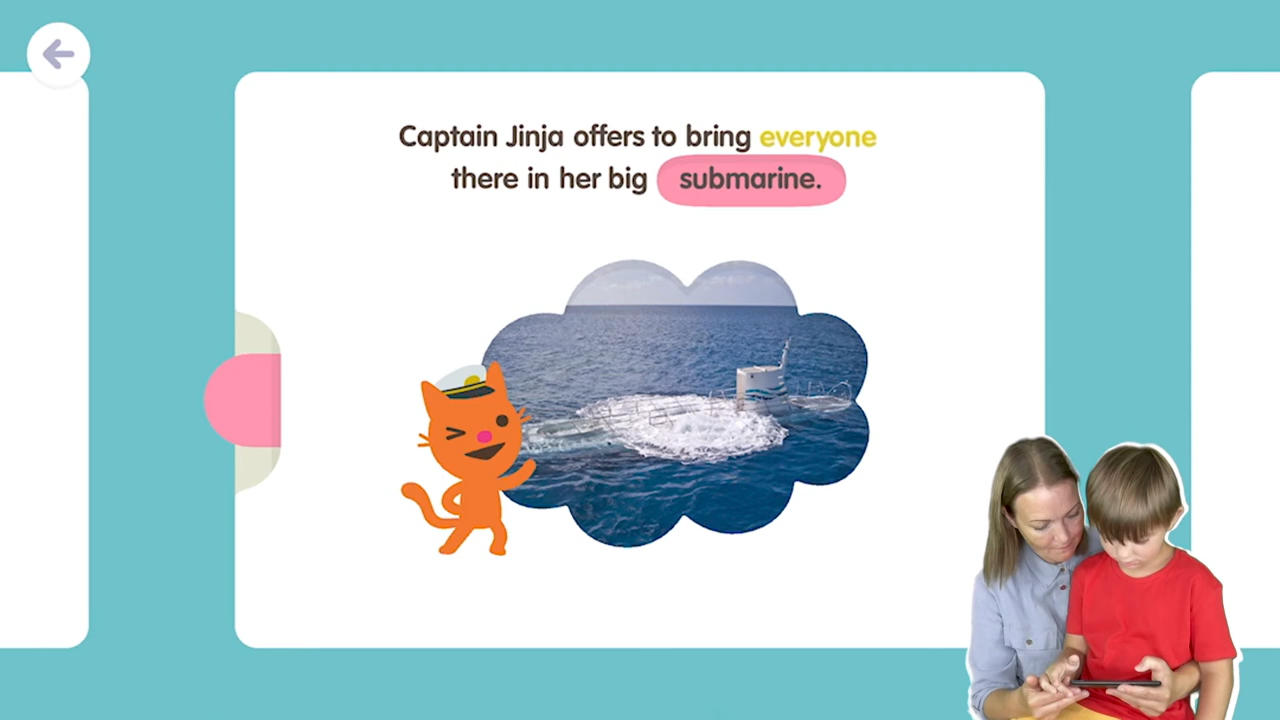 Captain Jinja offers to bring everyone
there in her big submarine.